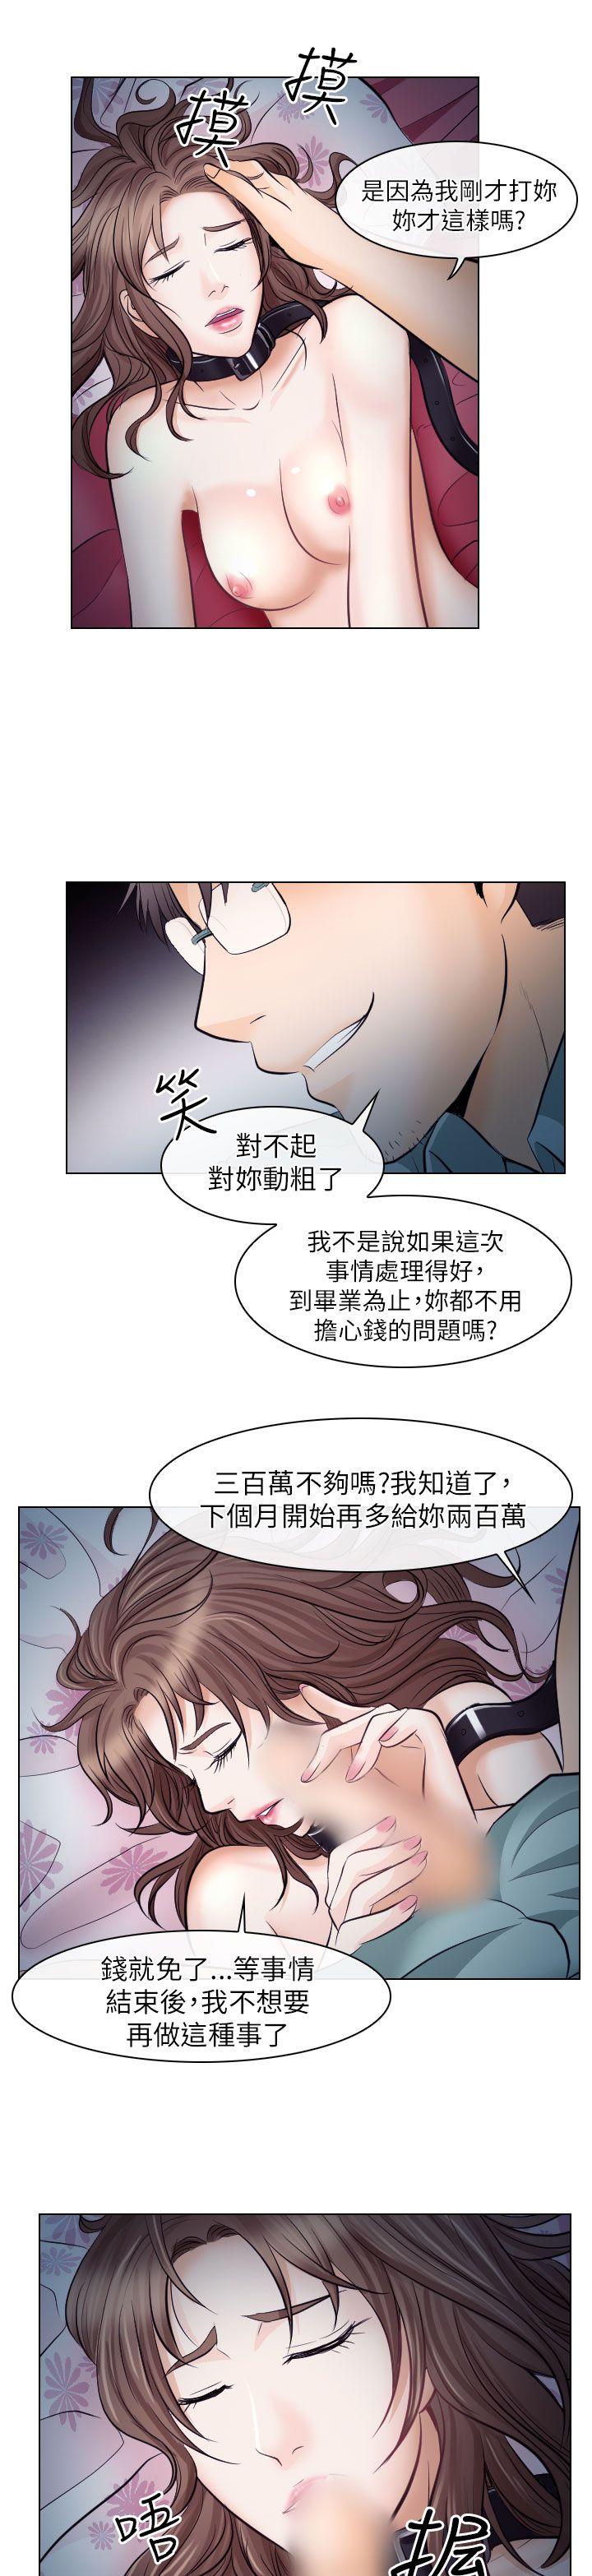 摸
摸
是因為我剛才打妳
妳才這樣嗎?
笑
對不起
對妳動粗了
我不是說如果這次
事情處理得好,
到畢業為止,妳都不用
擔心錢的問題嗎?
三百萬不夠嗎?我知道了,
下個月開始再多給妳兩百萬
錢就免了...等事情
結束後,我不想要
再做這種事了
唔
握